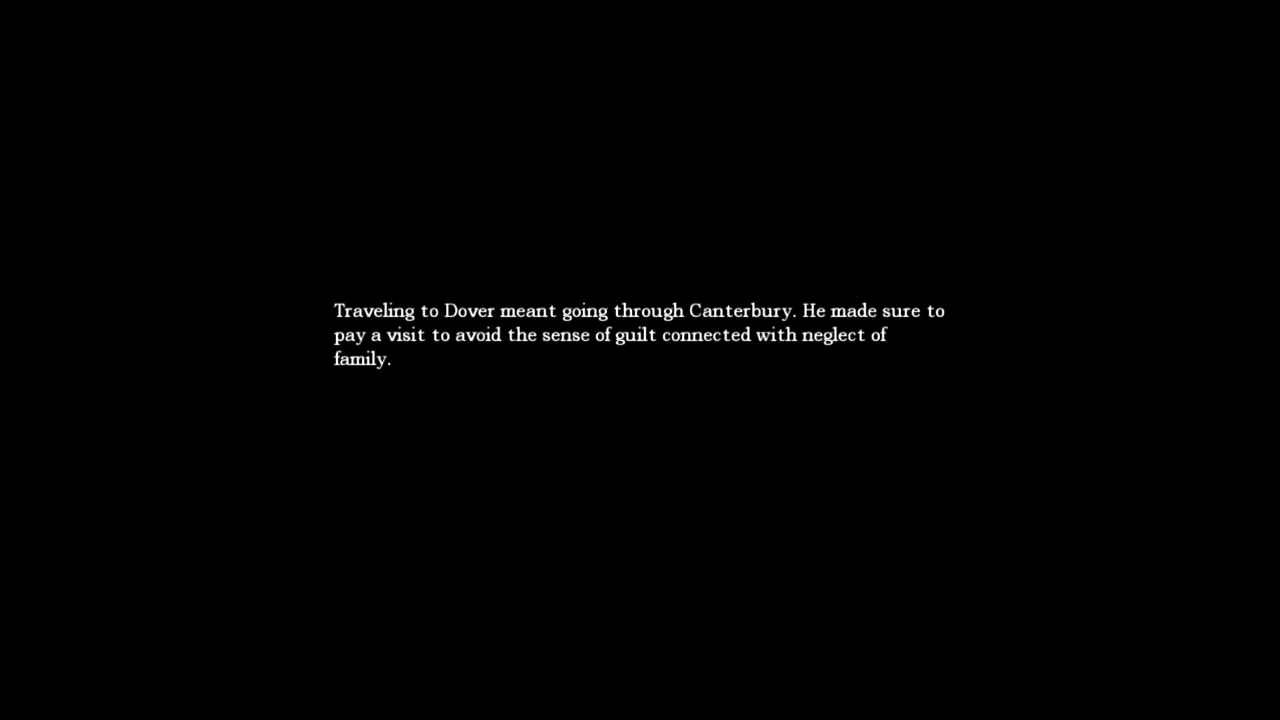 Traveling to Dover meant going through Canterbury. He made sure to
pay a visit to avoid the sense of guilt connected with neglect of
family.